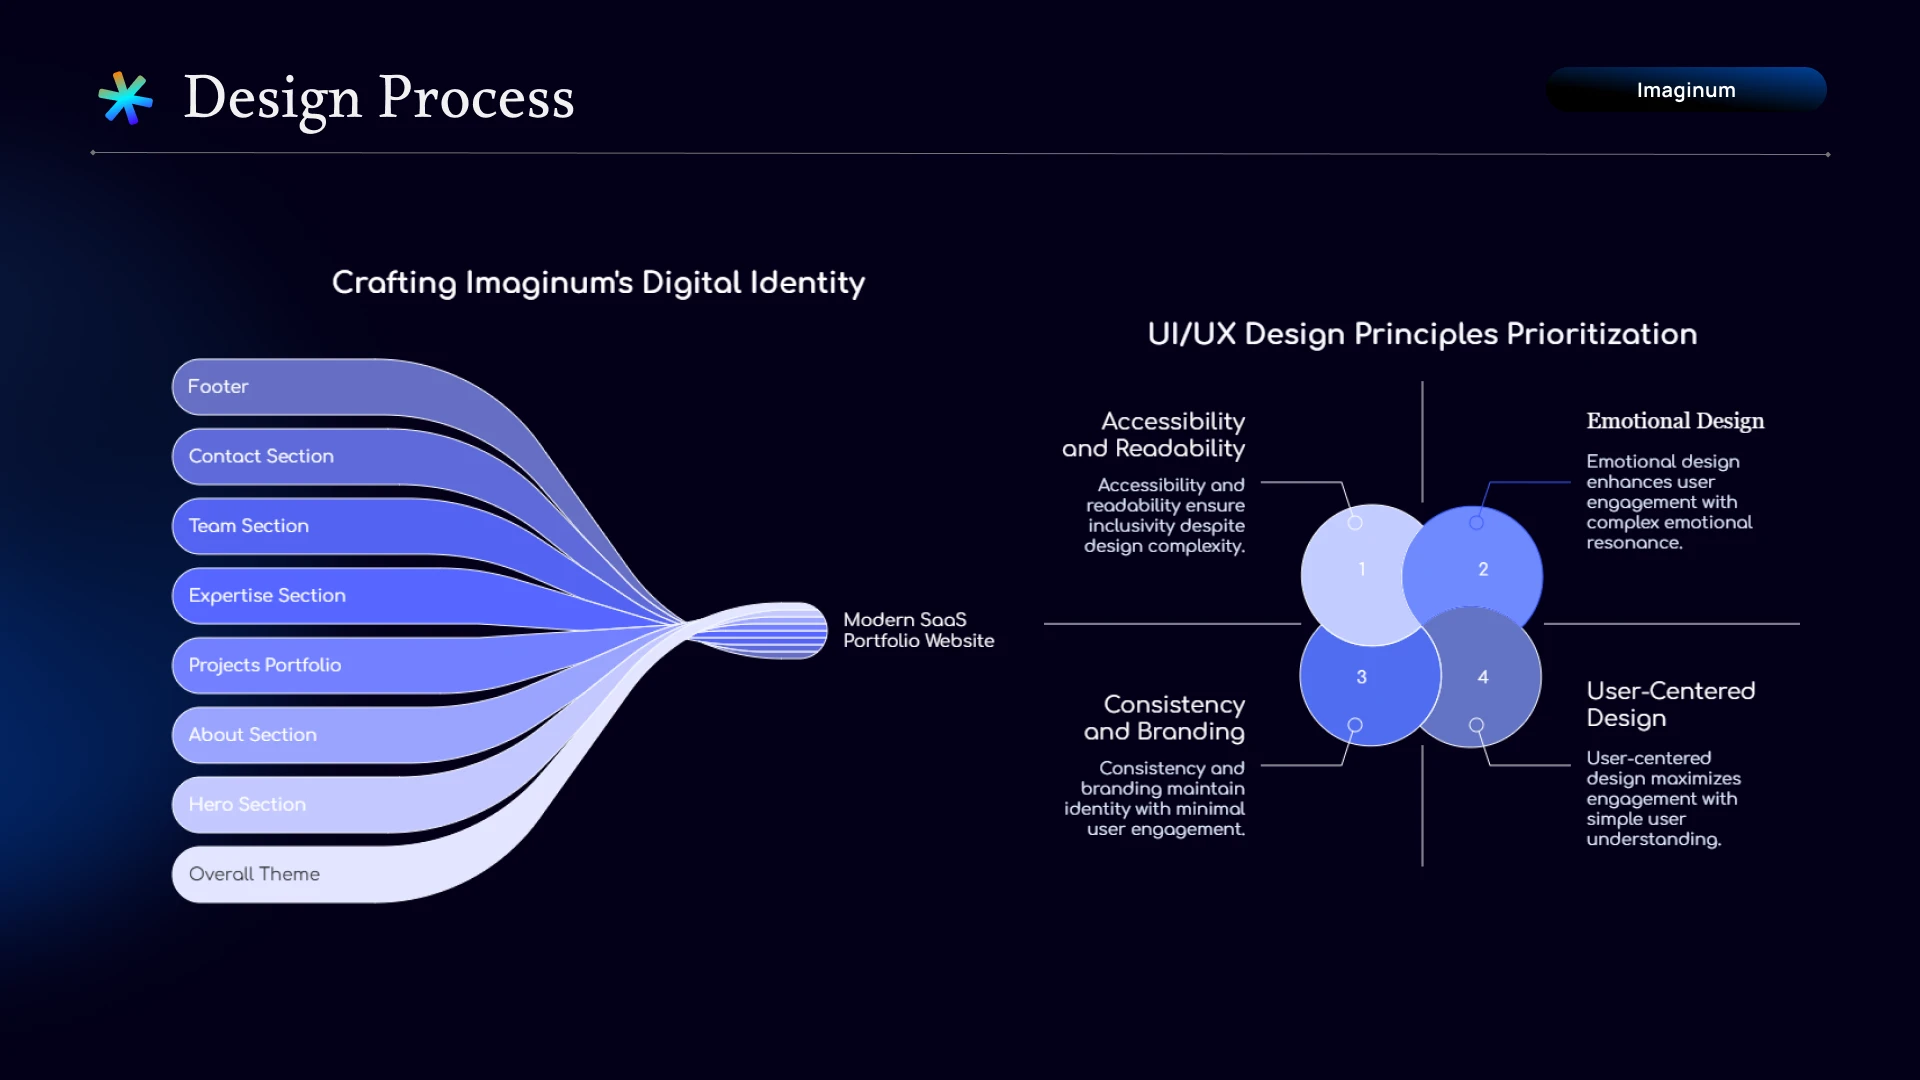 Design Process
Imaginum
Crafting Imaginum's Digital Identity
Footer
Contact Section
Team Section
Expertise Section
Projects Portfolio
About Section
Hero Section
Overall Theme
Modern SaaS
Portfolio Website
UI/UX Design Principles Prioritization
Accessibility
and Readability
Accessibility and
readability ensure
inclusivity despite
design complexity.
Emotional Design
Emotional design
enhances user
engagement with
complex emotional
resonance.
1
2
3
4
Consistency
and Branding
Consistency and
branding maintain
identity with minimal
user engagement.
User-Centered
Design
User-centered
design maximizes
engagement with
simple user
understanding.